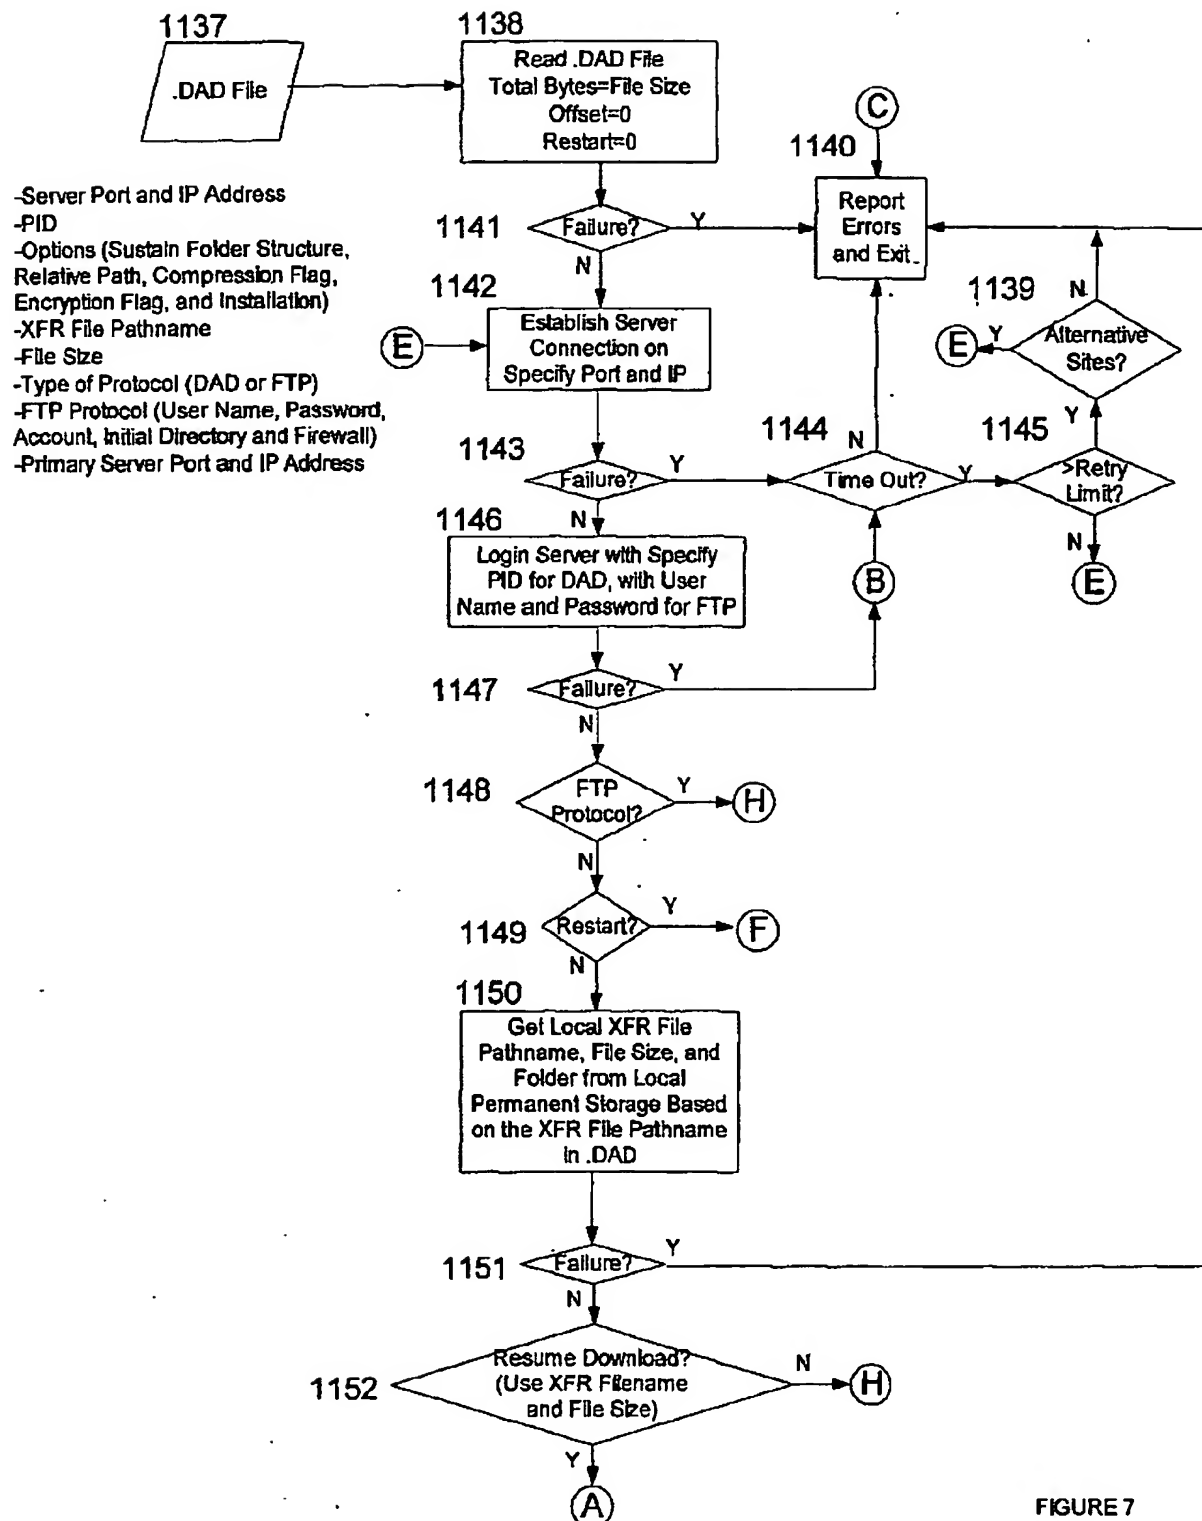 1137
.DAD File
1138
Read .DAD File
Total Bytes=File Size
Offset=0
Restart=0
C
1140
Report
Errors
and Exit
-Server Port and IP Address
-PID
-Options (Sustain Folder Structure,
Relative Path, Compression Flag,
Encryption Flag, and Installation)
-XFR File Pathname
-File Size
-Type of Protocol (DAD or FTP)
-FTP Protocol (User Name, Password,
Account, Initial Directory and Firewall)
-Primary Server Port and IP Address
1141
Failure?
Y
N
1142
E
Establish Server
Connection on
Specify Port and IP
1139
N
E
Y
Alternative
Sites?
Y
1143
Failure?
Y
N
1144
N
Time Out?
Y
1145
>Retry
Limit?
N
E
B
1146
Login Server with Specify
PID for DAD, with User
Name and Password for FTP
1147
Failure?
Y
N
1148
FTP
Protocol?
Y
H
N
1149
Restart?
Y
F
N
1150
Get Local XFR File
Pathname, File Size, and
Folder from Local
Permanent Storage Based
on the XFR File Pathname
in .DAD
1151
Failure?
Y
N
1152
Resume Download?
(Use XFR Filename
and File Size)
N
H
Y
A
FIGURE 7